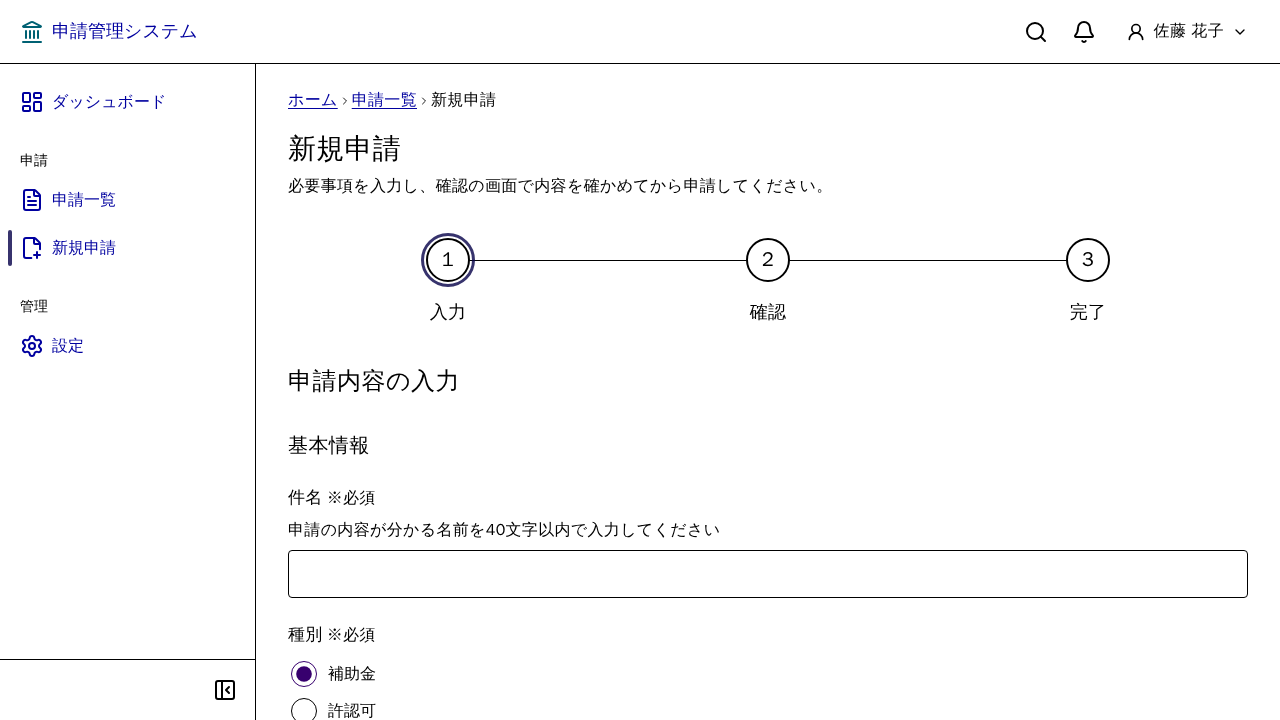 申請管理システム
佐藤 花子
ダッシュボード
申請
申請一覧
新規申請
管理
設定
ホーム › 申請一覧 › 新規申請
新規申請
必要事項を入力し、確認の画面で内容を確かめてから申請してください。
1
入力
2
確認
3
完了
申請内容の入力
基本情報
件名 ※必須
申請の内容が分かる名前を40文字以内で入力してください
種別 ※必須
補助金
許認可